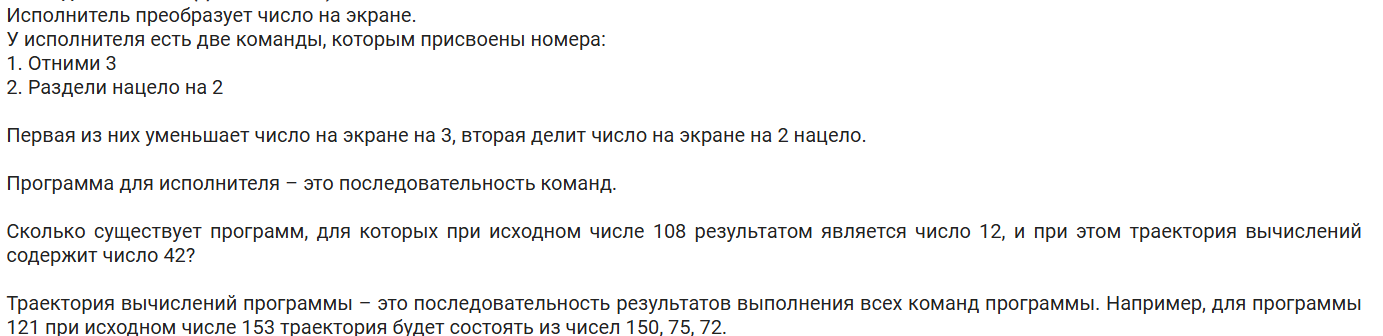 Исполнитель преобразует число на экране.
У исполнителя есть две команды, которым присвоены номера:
1. Отними 3
2. Раздели нацело на 2
Первая из них уменьшает число на экране на 3, вторая делит число на экране на 2 нацело.
Программа для исполнителя – это последовательность команд.
Сколько существует программ, для которых при исходном числе 108 результатом является число 12, и при этом траектория вычислений
содержит число 42?
Траектория вычислений программы – это последовательность результатов выполнения всех команд программы. Например, для программы
121 при исходном числе 153 траектория будет состоять из чисел 150, 75, 72.